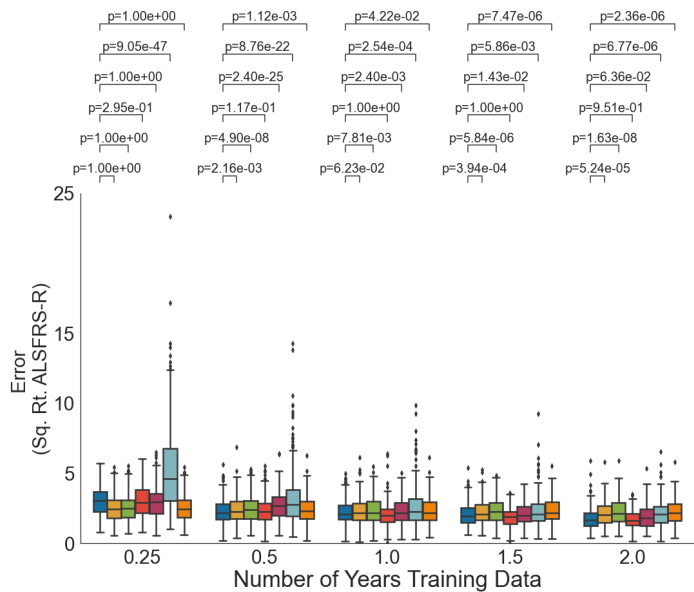 p=1.00e+00 p=1.12e-03 p=4.22e-02 p=7.47e-06 p=2.36e-06
p=9.05e-47 p=8.76e-22 p=2.54e-04 p=5.86e-03 p=6.77e-06
p=1.00e+00 p=2.40e-25 p=2.40e-03 p=1.43e-02 p=6.36e-02
p=2.95e-01 p=1.17e-01 p=1.00e+00 p=1.00e+00 p=9.51e-01
p=1.00e+00 p=4.90e-08 p=7.81e-03 p=5.84e-06 p=1.63e-08
p=1.00e+00 p=2.16e-03 p=6.23e-02 p=3.94e-04 p=5.24e-05
25
15
10
5
0
Error
(Sq. Rt. ALSFRS-R)
0.25 0.5 1.0 1.5 2.0
Number of Years Training Data